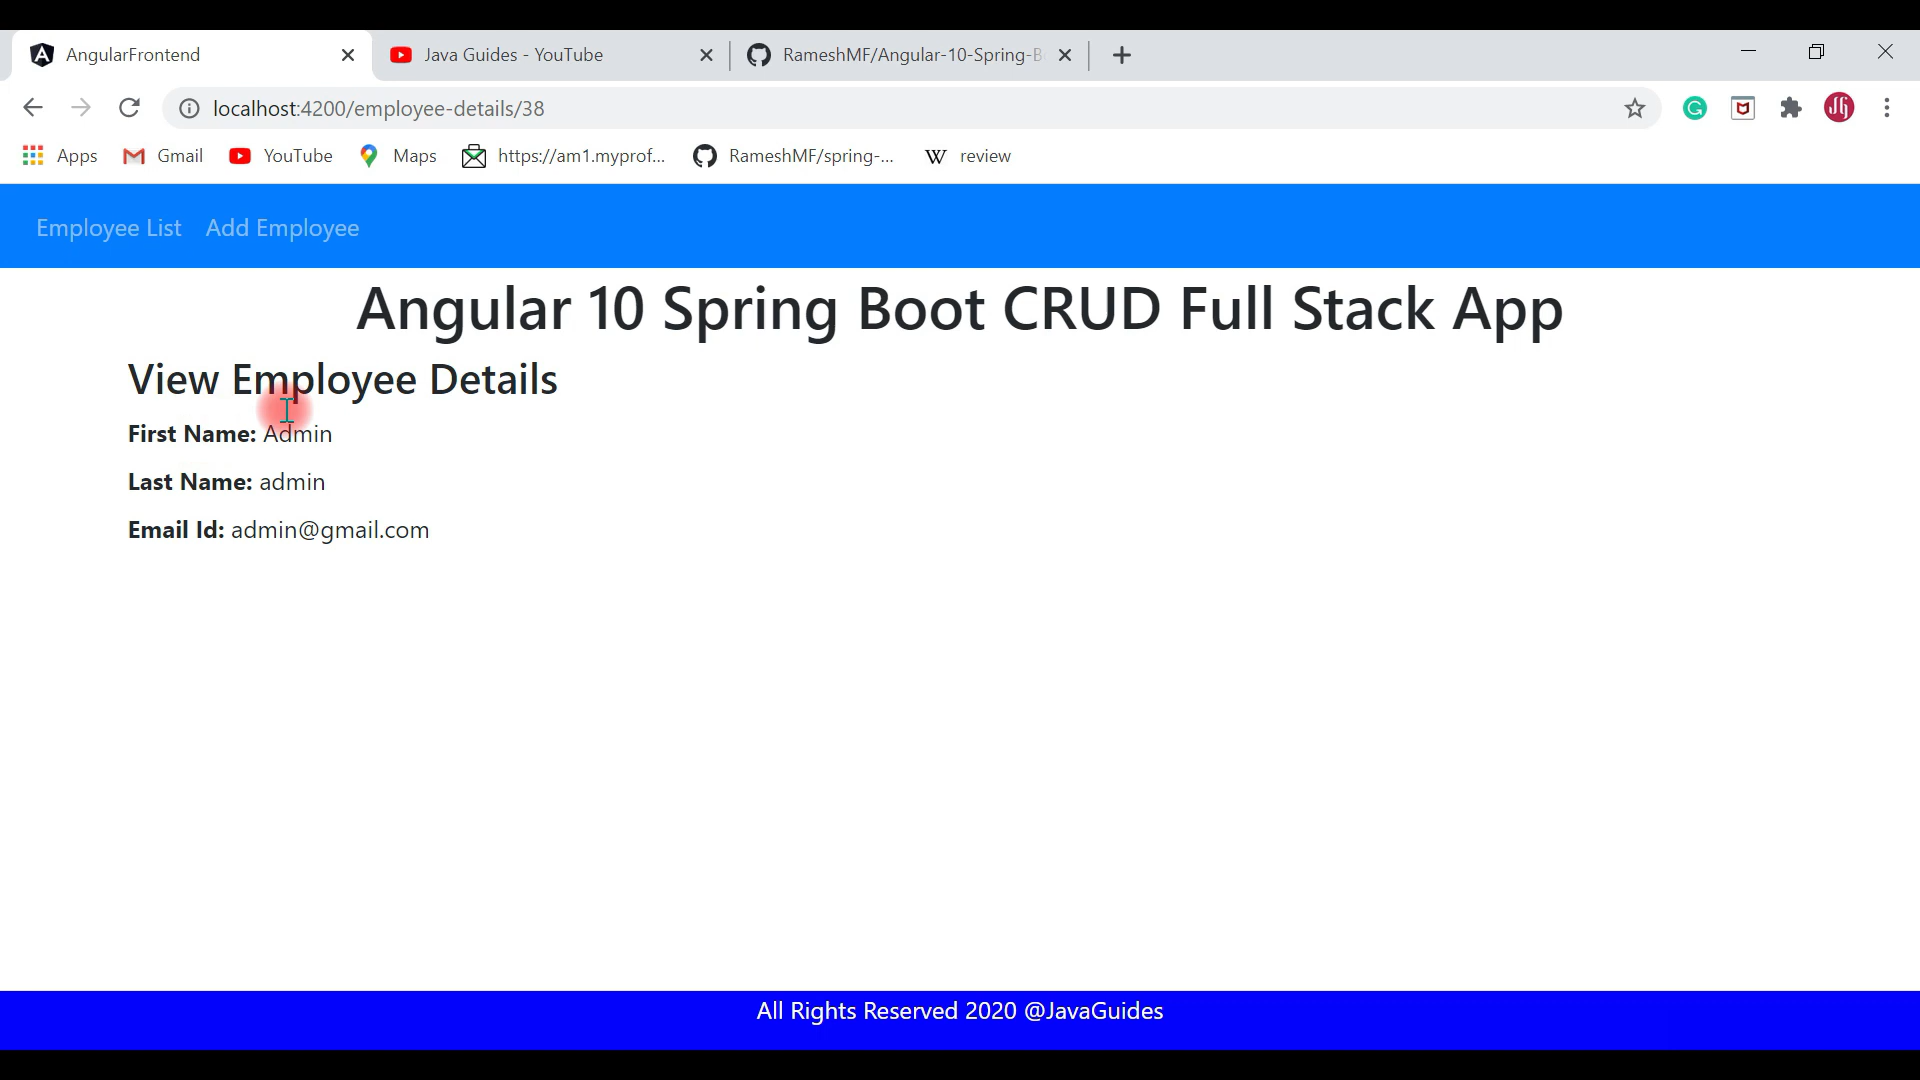 AngularFrontend
Java Guides - YouTube
RameshMF/Angular-10-Spring-B
localhost:4200/employee-details/38
Apps
Gmail
YouTube
Maps
https://am1.myprof...
RameshMF/spring-...
W review
Employee List Add Employee
Angular 10 Spring Boot CRUD Full Stack App
View Employee Details
First Name: Admin
Last Name: admin
Email Id: admin@gmail.com
All Rights Reserved 2020 @JavaGuides